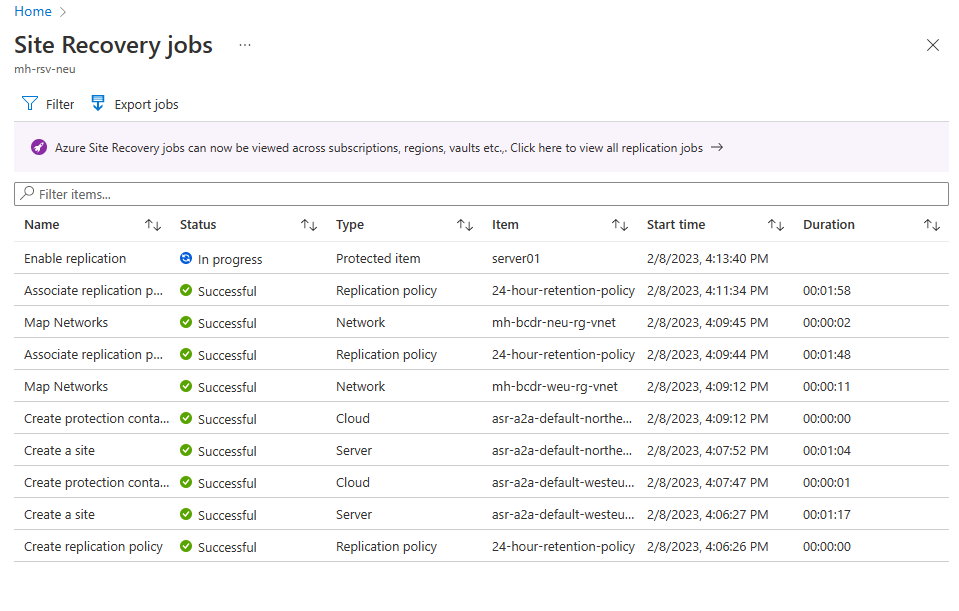 Home
Site Recovery jobs ...
mh-rsv-neu
Filter Export jobs
Azure Site Recovery jobs can now be viewed across subscriptions, regions, vaults etc.,. Click here to view all replication jobs →
Filter items...
Name Status Type Item Start time Duration
Enable replication In progress Protected item server01 2/8/2023, 4:13:40 PM
Associate replication p... Successful Replication policy 24-hour-retention-policy 2/8/2023, 4:11:34 PM 00:01:58
Map Networks Successful Network mh-bcdr-neu-rg-vnet 2/8/2023, 4:09:45 PM 00:00:02
Associate replication p... Successful Replication policy 24-hour-retention-policy 2/8/2023, 4:09:44 PM 00:01:48
Map Networks Successful Network mh-bcdr-weu-rg-vnet 2/8/2023, 4:09:12 PM 00:00:11
Create protection conta... Successful Cloud asr-a2a-default-northe... 2/8/2023, 4:09:12 PM 00:00:00
Create a site Successful Server asr-a2a-default-northe... 2/8/2023, 4:07:52 PM 00:01:04
Create protection conta... Successful Cloud asr-a2a-default-westeu... 2/8/2023, 4:07:47 PM 00:00:01
Create a site Successful Server asr-a2a-default-westeu... 2/8/2023, 4:06:27 PM 00:01:17
Create replication policy Successful Replication policy 24-hour-retention-policy 2/8/2023, 4:06:26 PM 00:00:00